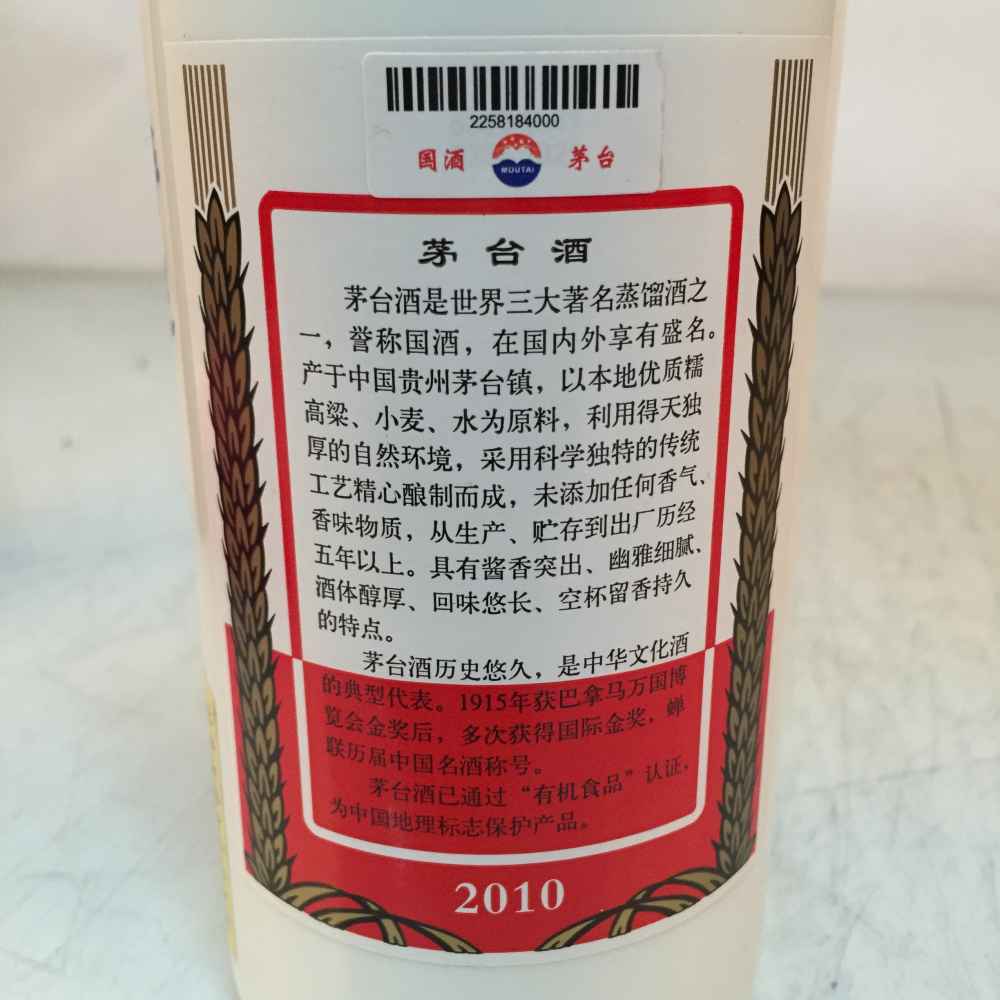 2258184000
国酒 MOUTAI 茅台
茅台酒
茅台酒是世界三大著名蒸馏酒之
一，誉称国酒，在国内外享有盛名。
产于中国贵州茅台镇，以本地优质糯
高粱、小麦、水为原料，利用得天独
厚的自然环境，采用科学独特的传统
工艺精心酿制而成，未添加任何香气、
香味物质，从生产、贮存到出厂历经
五年以上。具有酱香突出、幽雅细腻、
酒体醇厚、回味悠长、空杯留香持久
的特点。
茅台酒历史悠久，是中华文化酒
的典型代表。1915年获巴拿马万国博
览会金奖后，多次获得国际金奖，蝉
联历届中国名酒称号。
茅台酒已通过“有机食品”认证，
为中国地理标志保护产品。
2010